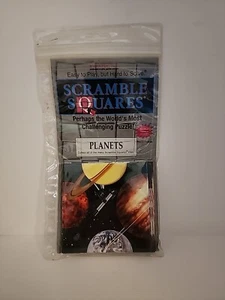 Easy to Play, but Hard to Solve!
SCRAMBLE
SQUARES®
Perhaps the World's Most
Challenging Puzzle!
PLANETS